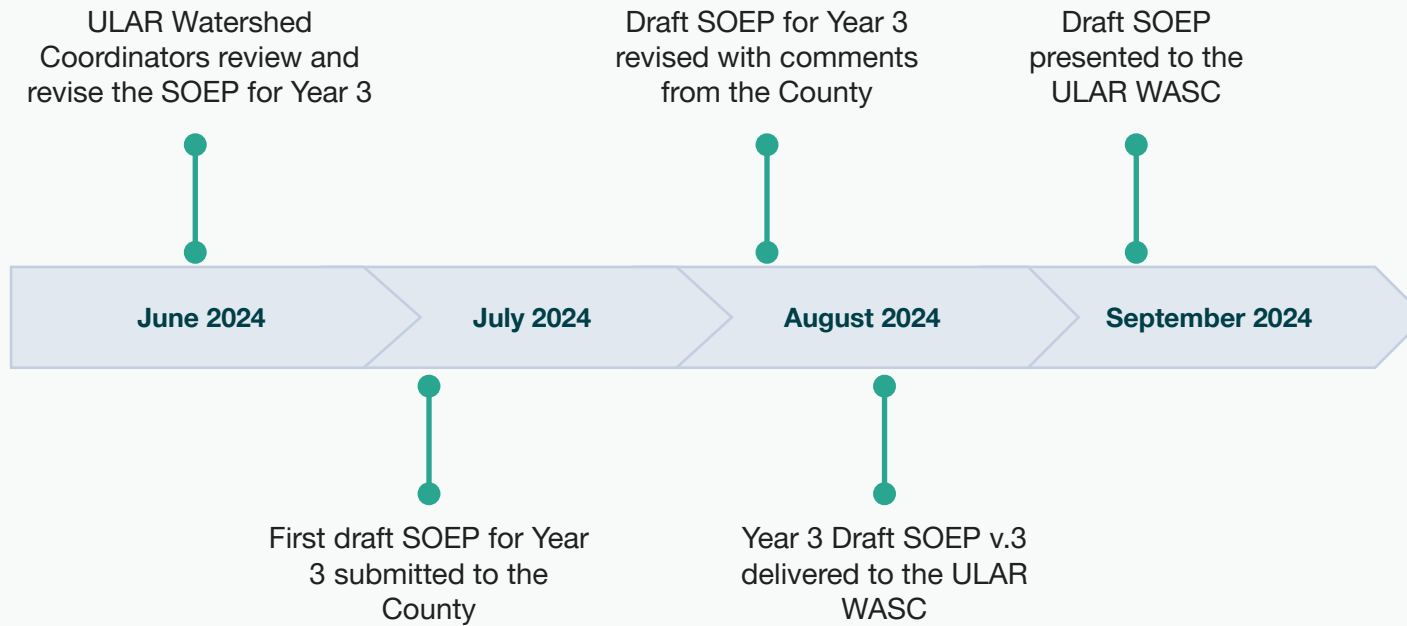 ULAR Watershed
Coordinators review and
revise the SOEP for Year 3
Draft SOEP for Year 3
revised with comments
from the County
Draft SOEP
presented to the
ULAR WASC
June 2024
July 2024
August 2024
September 2024
First draft SOEP for Year
3 submitted to the
County
Year 3 Draft SOEP v.3
delivered to the ULAR
WASC